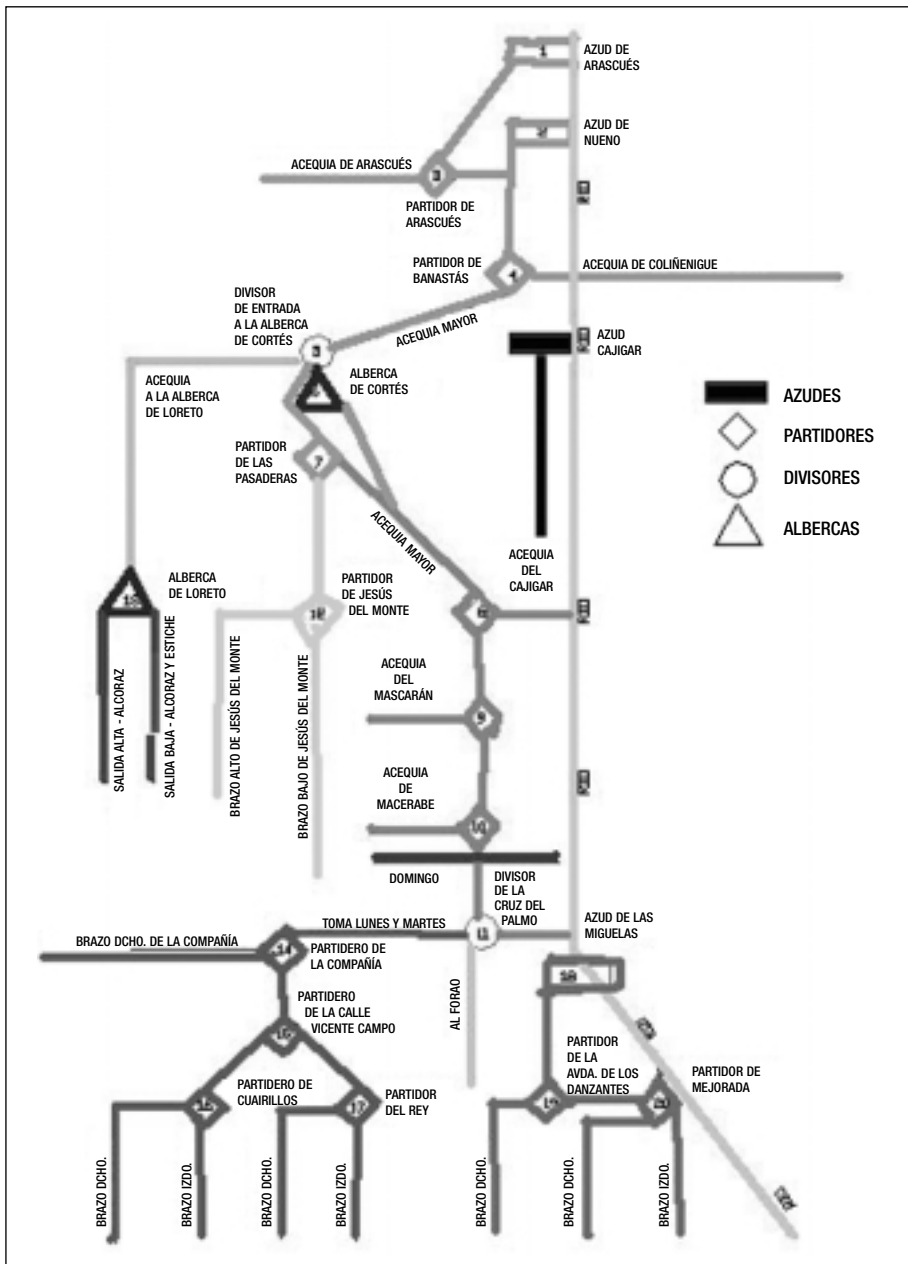 1
AZUD DE
ARASCUÉS
2
AZUD DE
NUENO
ACEQUIA DE ARASCUÉS
3
PARTIDOR DE
ARASCUÉS
PARTIDOR DE
BANASTÁS
4
ACEQUIA DE COLIÑENIGUE
DIVISOR
DE ENTRADA
A LA ALBERCA
DE CORTÉS
ACEQUIA MAYOR
AZUD
CAJIGAR
ACEQUIA
A LA ALBERCA
DE LORETO
ALBERCA
DE CORTÉS
AZUDES
PARTIDORES
DIVISORES
ALBERCAS
PARTIDOR
DE LAS
PASADERAS
7
ACEQUIA MAYOR
ACEQUIA
DEL
CAJIGAR
13
ALBERCA
DE LORETO
12
PARTIDOR
DE JESÚS
DEL MONTE
SALIDA ALTA - ALCORAZ
SALIDA BAJA - ALCORAZ Y ESTICHE
BRAZO ALTO DE JESÚS DEL MONTE
BRAZO BAJO DE JESÚS DEL MONTE
ACEQUIA
DEL
MASCARÁN
9
ACEQUIA
DE
MACERABE
10
DOMINGO
DIVISOR
DE LA
CRUZ DEL
PALMO
TOMA LUNES Y MARTES
11
AZUD DE LAS
MIGUELAS
BRAZO DCHO. DE LA COMPAÑÍA
14
PARTIDERO DE
LA COMPAÑÍA
AL FORAO
18
PARTIDERO
DE LA CALLE
VICENTE CAMPO
PARTIDOR
DE LA
AVDA. DE LOS
DANZANTES
PARTIDOR DE
MEJORADA
PARTIDERO DE
CUAIRILLOS
17
PARTIDOR
DEL REY
19
20
BRAZO DCHO.
BRAZO IZDO.
BRAZO DCHO.
BRAZO IZDO.
BRAZO DCHO.
BRAZO DCHO.
BRAZO IZDO.